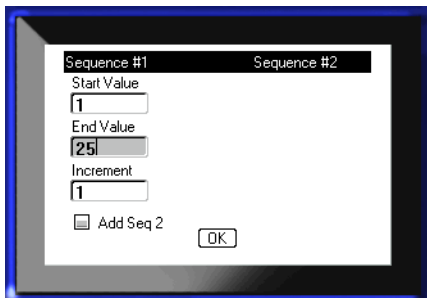 Sequence #1 Sequence #2
Start Value
1
End Value
25
Increment
1
Add Seq 2
OK